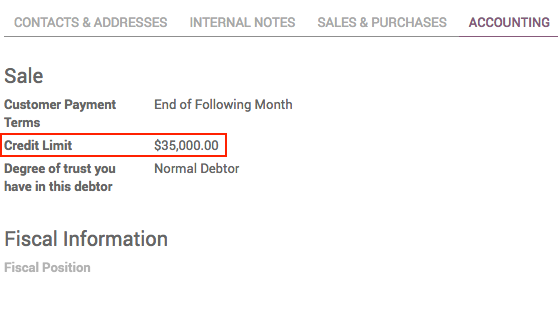 CONTACTS & ADDRESSES INTERNAL NOTES SALES & PURCHASES ACCOUNTING
Sale
Customer Payment Terms End of Following Month
Credit Limit $35,000.00
Degree of trust you have in this debtor Normal Debtor
Fiscal Information
Fiscal Position